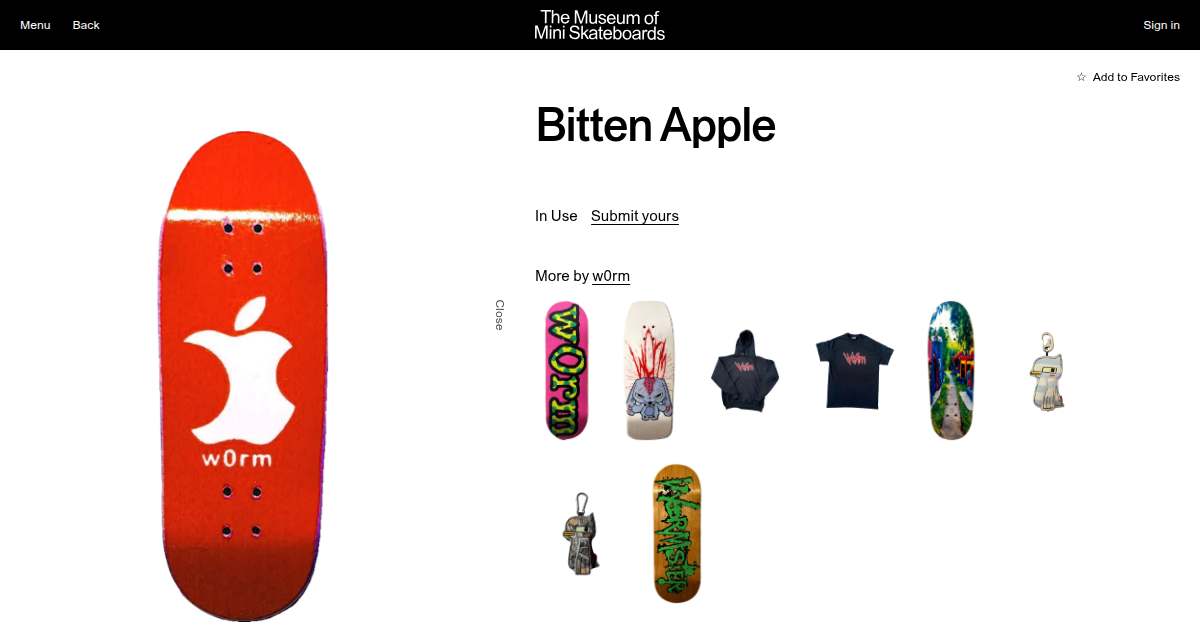 Menu
Back
The Museum of
Mini Skateboards
Sign in
☆ Add to Favorites
Bitten Apple
In Use
Submit yours
More by w0rm
Close
w0rm
w0rm